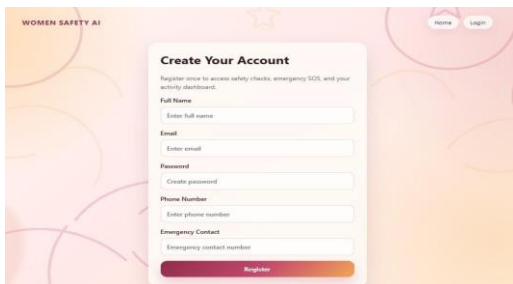 WOMEN SAFETY AI
Home
Login
Create Your Account
Register once to access safety checks, emergency SOS, and your
activity dashboard.
Full Name
Enter full name
Email
Enter email
Password
Create password
Phone Number
Enter phone number
Emergency Contact
Emergency contact number
Register